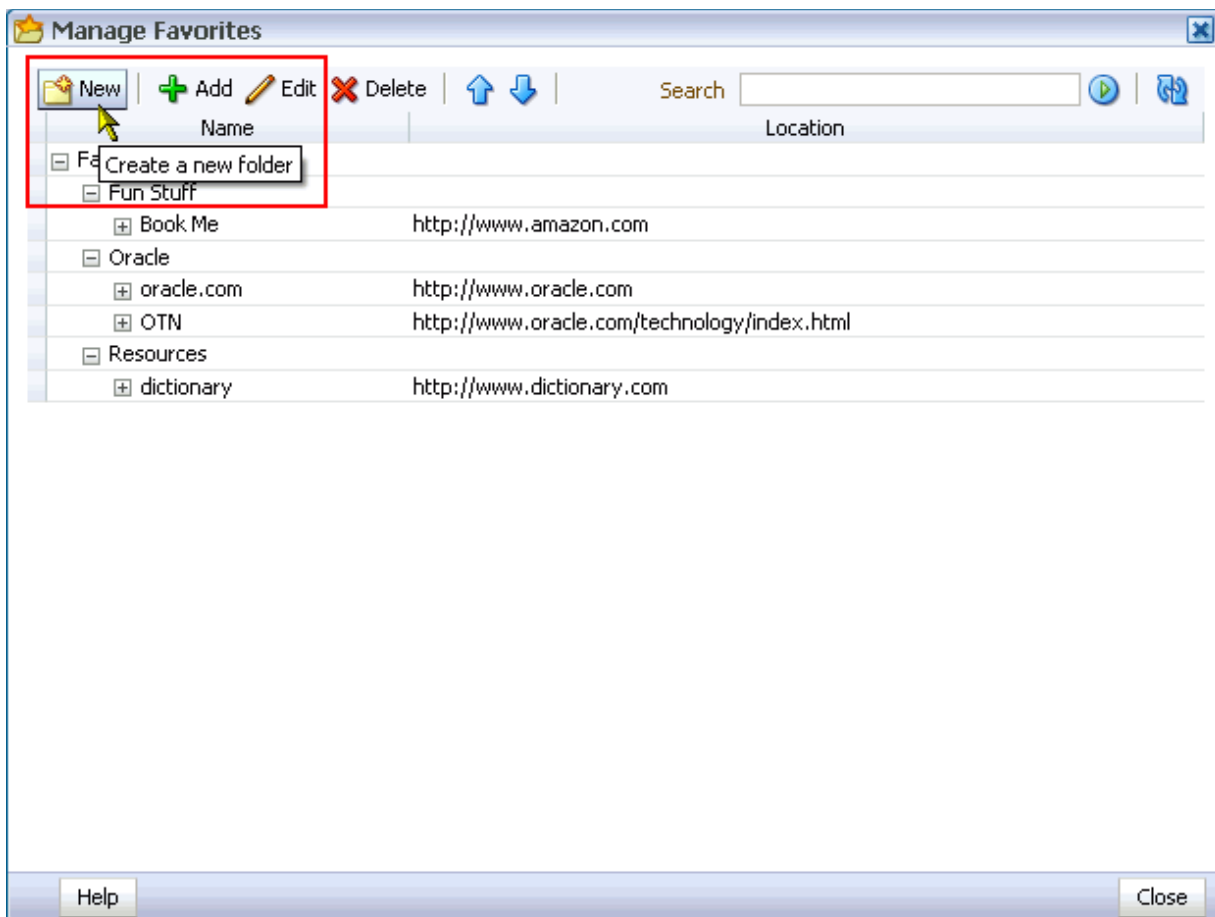 Manage Favorites
New Add Edit Delete Search
Name Location
Fa
Create a new folder
Fun Stuff
Book Me http://www.amazon.com
Oracle
oracle.com http://www.oracle.com
OTN http://www.oracle.com/technology/index.html
Resources
dictionary http://www.dictionary.com
Help Close